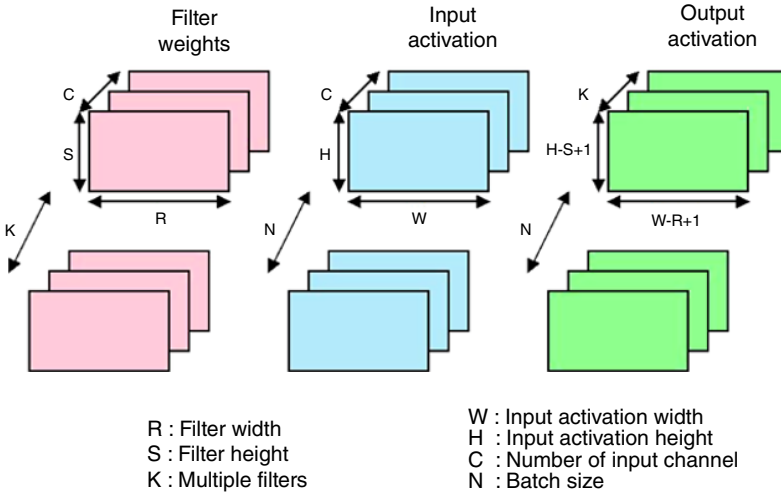 Filter
weights
Input
activation
Output
activation
C
S
R
K
C
H
W
N
K
H-S+1
W-R+1
N
R : Filter width
S : Filter height
K : Multiple filters
W : Input activation width
H : Input activation height
C : Number of input channel
N : Batch size